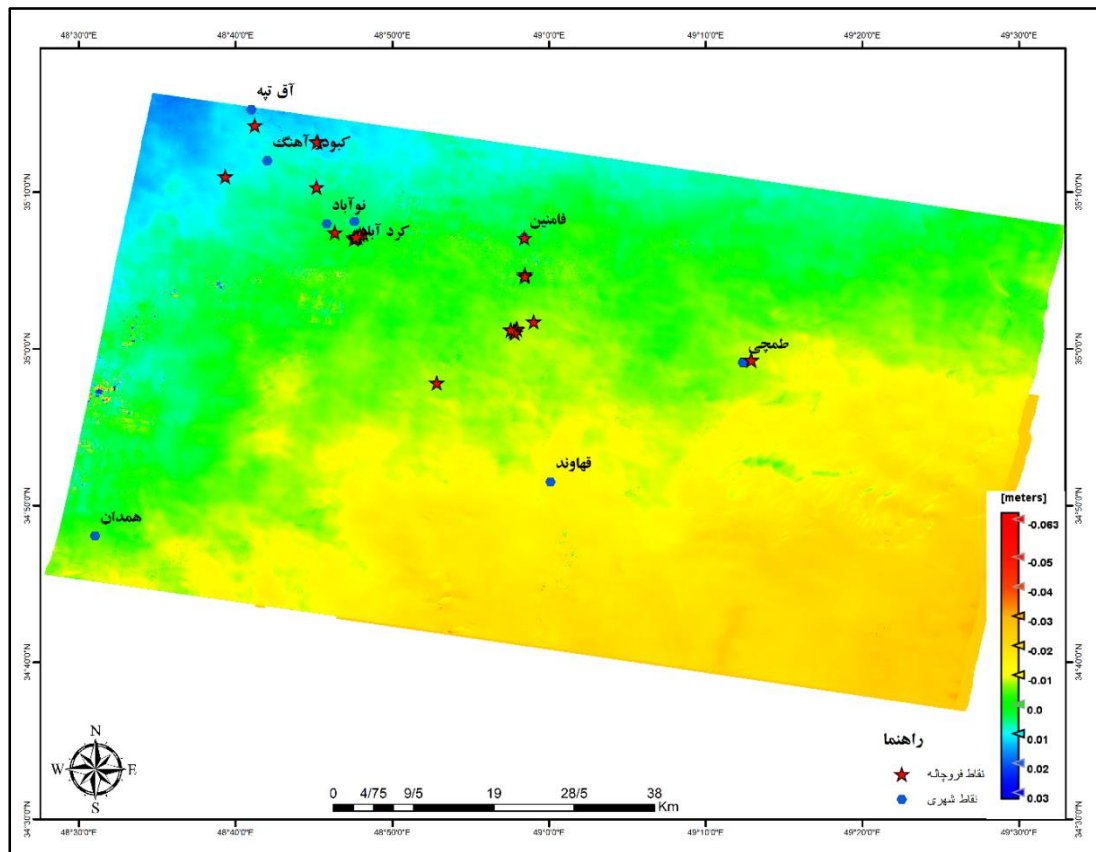 48°30'0"E 48°40'0"E 48°50'0"E 49°0'0"E 49°10'0"E 49°20'0"E 49°30'0"E
آق تپه
کبودرآهنگ
35°10'0"N 35°10'0"N
نوآباد
فامنین
کرد آباد
طمچی
35°0'0"N 35°0'0"N
قهاوند
همدان
34°50'0"N 34°50'0"N
[meters]
-0.063
-0.05
-0.04
-0.03
-0.02
-0.01
0.0
0.01
0.02
0.03
34°40'0"N 34°40'0"N
راهنما
نقاط فروچاله
نقاط شهری
N
W E
S
0 4/75 9/5 19 28/5 38
Km
34°30'0"N 34°30'0"N
48°30'0"E 48°40'0"E 48°50'0"E 49°0'0"E 49°10'0"E 49°20'0"E 49°30'0"E